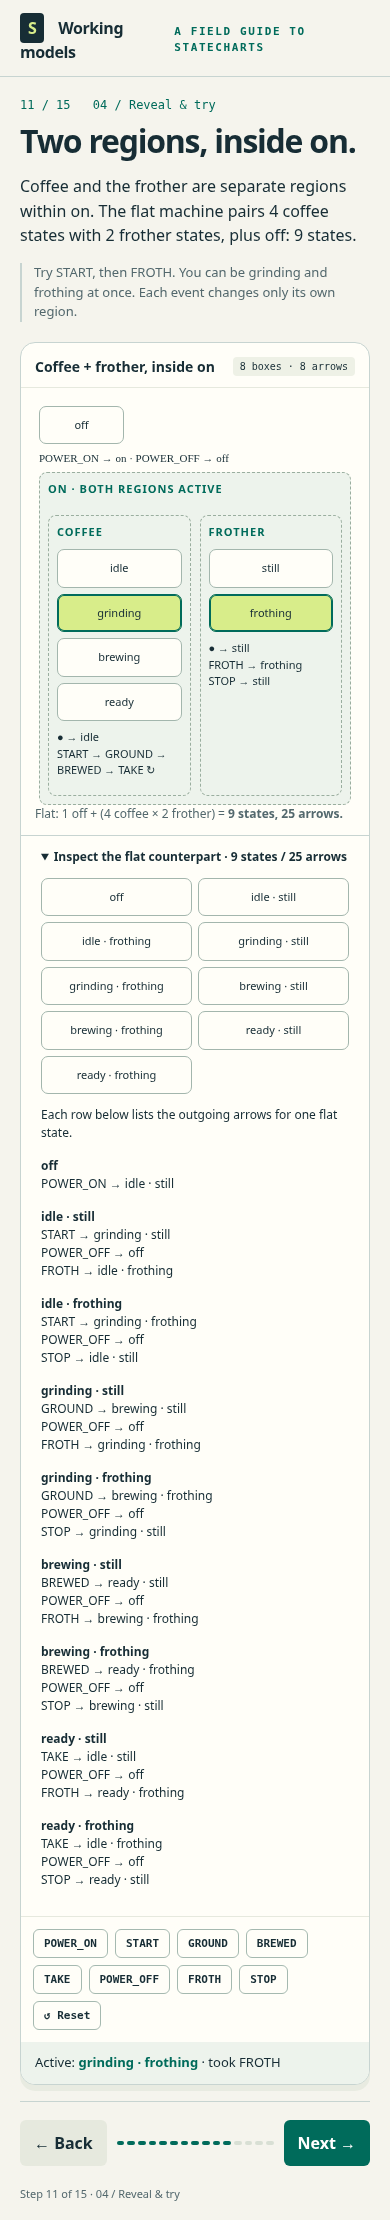 S Working models
A FIELD GUIDE TO
STATECHARTS
11 / 15 04 / Reveal & try
Two regions, inside on.
Coffee and the frother are separate regions
within on. The flat machine pairs 4 coffee
states with 2 frother states, plus off: 9 states.
Try START, then FROTH. You can be grinding and
frothing at once. Each event changes only its own
region.
Coffee + frother, inside on
8 boxes · 8 arrows
off
POWER_ON → on · POWER_OFF → off
ON · BOTH REGIONS ACTIVE
COFFEE
idle
grinding
brewing
ready
● → idle
START → GROUND →
BREWED → TAKE ↻
FROTHER
still
frothing
● → still
FROTH → frothing
STOP → still
Flat: 1 off + (4 coffee × 2 frother) = 9 states, 25 arrows.
▼ Inspect the flat counterpart · 9 states / 25 arrows
off
idle · still
idle · frothing
grinding · still
grinding · frothing
brewing · still
brewing · frothing
ready · still
ready · frothing
Each row below lists the outgoing arrows for one flat
state.
off
POWER_ON → idle · still
idle · still
START → grinding · still
POWER_OFF → off
FROTH → idle · frothing
idle · frothing
START → grinding · frothing
POWER_OFF → off
STOP → idle · still
grinding · still
GROUND → brewing · still
POWER_OFF → off
FROTH → grinding · frothing
grinding · frothing
GROUND → brewing · frothing
POWER_OFF → off
STOP → grinding · still
brewing · still
BREWED → ready · still
POWER_OFF → off
FROTH → brewing · frothing
brewing · frothing
BREWED → ready · frothing
POWER_OFF → off
STOP → brewing · still
ready · still
TAKE → idle · still
POWER_OFF → off
FROTH → ready · frothing
ready · frothing
TAKE → idle · frothing
POWER_OFF → off
STOP → ready · still
POWER_ON START GROUND BREWED
TAKE POWER_OFF FROTH STOP
↺ Reset
Active: grinding · frothing · took FROTH
← Back
Next →
Step 11 of 15 · 04 / Reveal & try